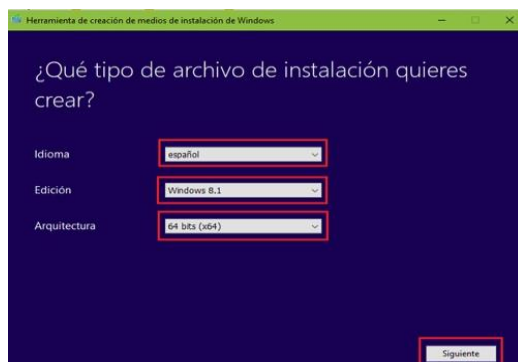 Herramienta de creación de medios de instalación de Windows
¿Qué tipo de archivo de instalación quieres
crear?
Idioma español
Edición Windows 8.1
Arquitectura 64 bits (x64)
Siguiente